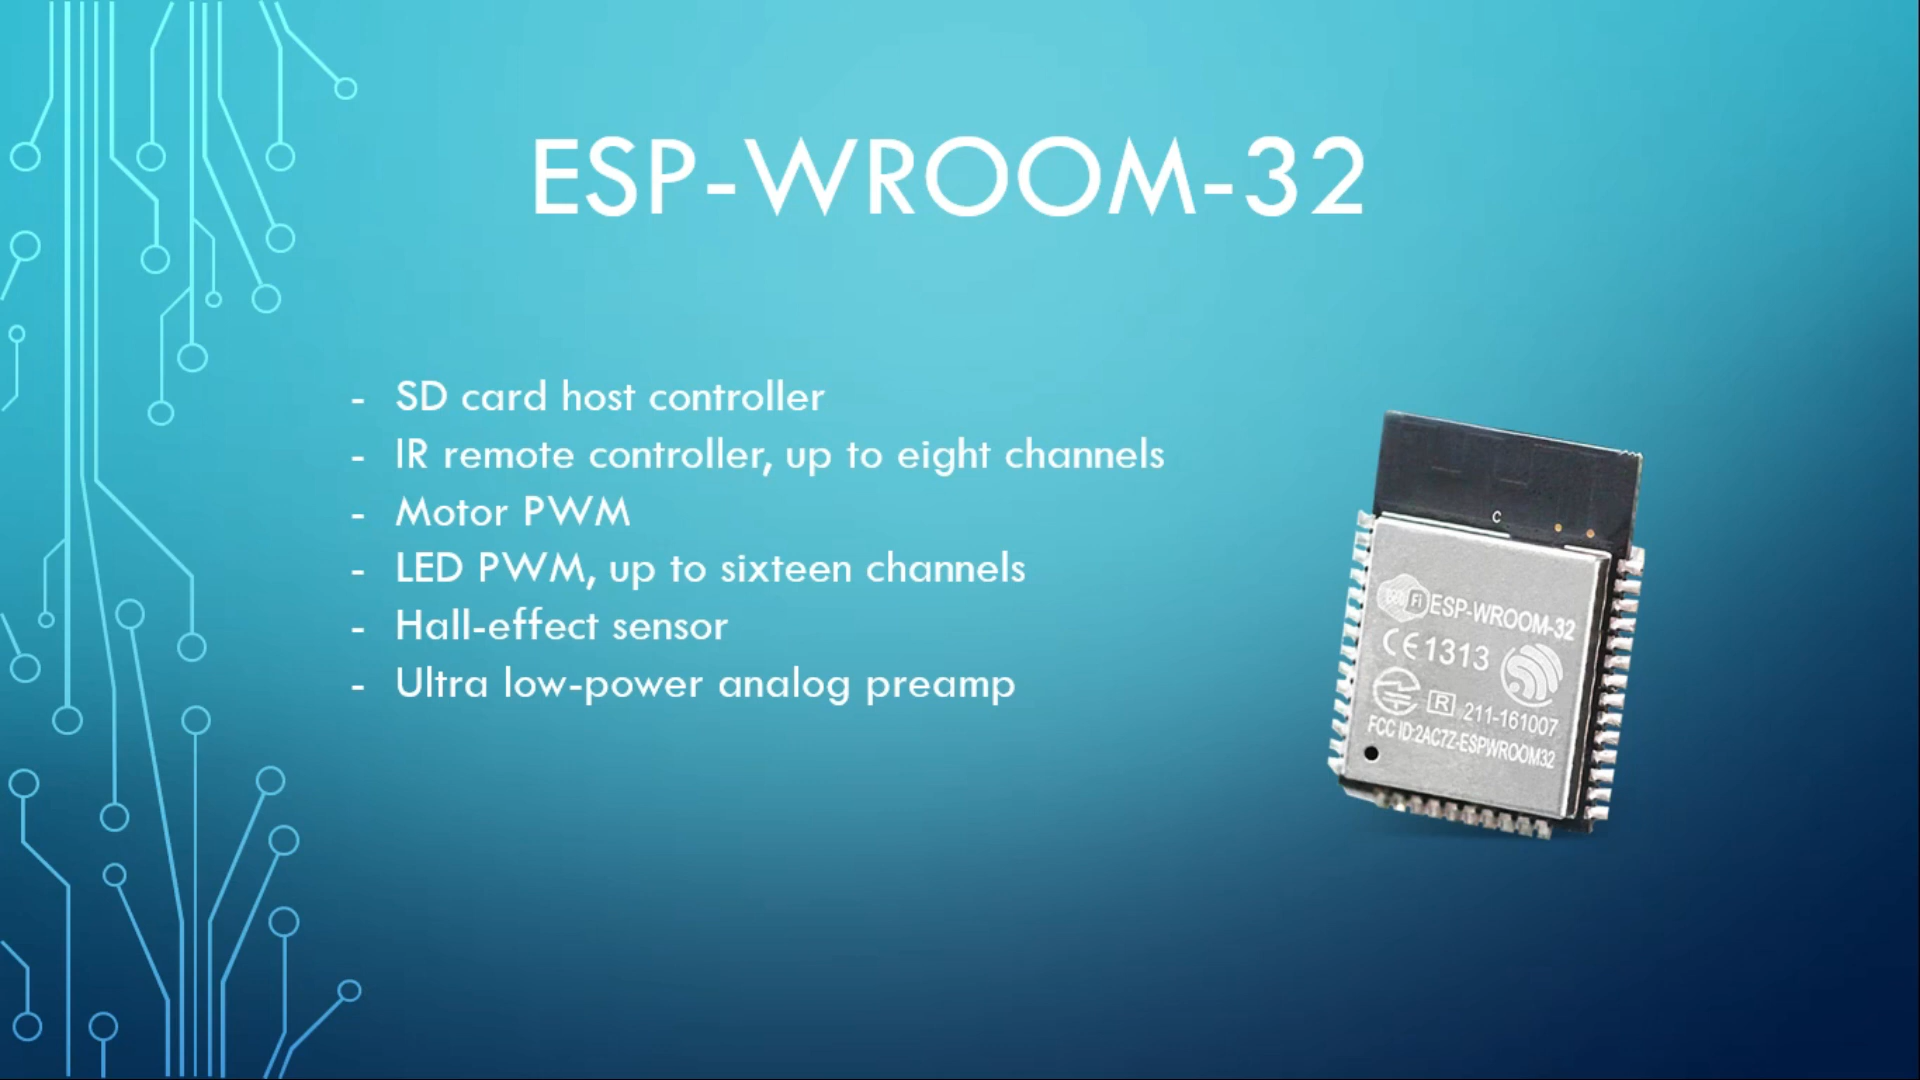 ESP-WROOM-32
- SD card host controller
- IR remote controller, up to eight channels
- Motor PWM
- LED PWM, up to sixteen channels
- Hall-effect sensor
- Ultra low-power analog preamp
C
Fi ESP-WROOM-32
CE1313
R 211-161007
FCC ID:2AC7Z-ESPWROOM32